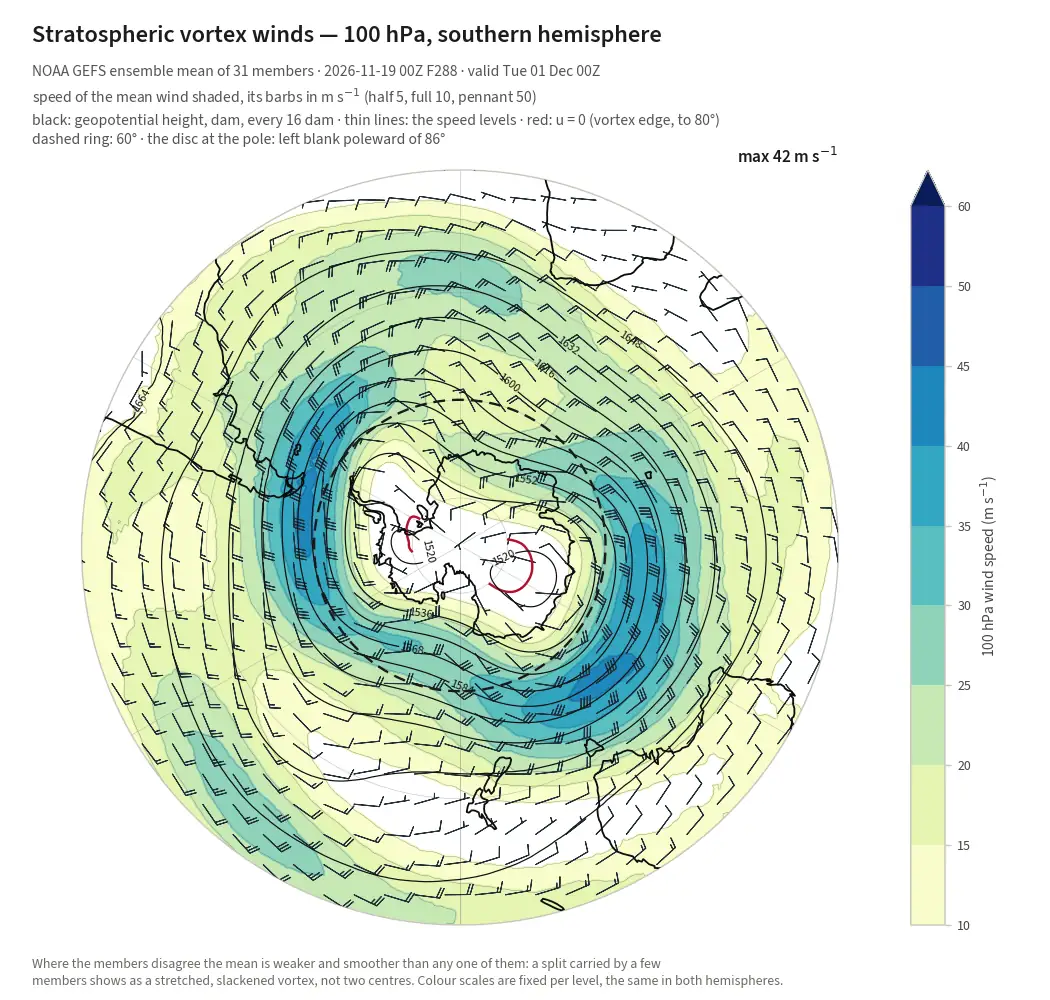 Stratospheric vortex winds — 100 hPa, southern hemisphere
NOAA GEFS ensemble mean of 31 members · 2026-11-19 00Z F288 · valid Tue 01 Dec 00Z
speed of the mean wind shaded, its barbs in m s⁻¹ (half 5, full 10, pennant 50)
black: geopotential height, dam, every 16 dam · thin lines: the speed levels · red: u = 0 (vortex edge, to 80°)
dashed ring: 60° · the disc at the pole: left blank poleward of 86°
max 42 m s⁻¹
60
50
45
40
35
30
25
20
15
10
100 hPa wind speed (m s⁻¹)
1632
1648
1616
1600
1664
1552
1520
1520
1536
1568
1584
Where the members disagree the mean is weaker and smoother than any one of them: a split carried by a few
members shows as a stretched, slackened vortex, not two centres. Colour scales are fixed per level, the same in both hemispheres.